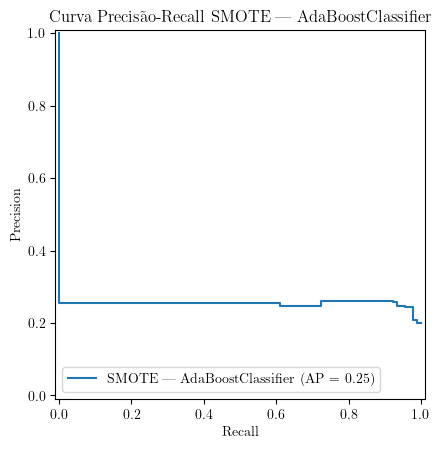 Curva Precisão-Recall SMOTE — AdaBoostClassifier
1.0
0.8
0.6
0.4
0.2
0.0
Precision
SMOTE — AdaBoostClassifier (AP = 0.25)
0.0 0.2 0.4 0.6 0.8 1.0
Recall